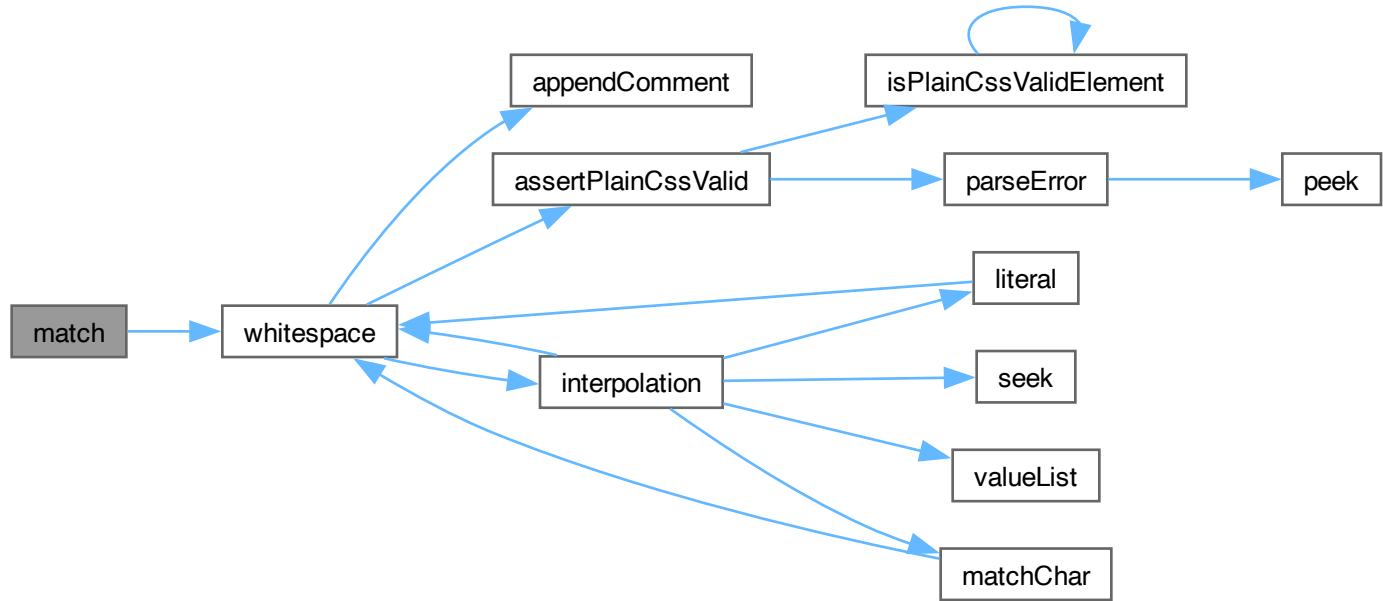 match
whitespace
appendComment
assertPlainCssValid
isPlainCssValidElement
parseError
peek
interpolation
literal
seek
valueList
matchChar